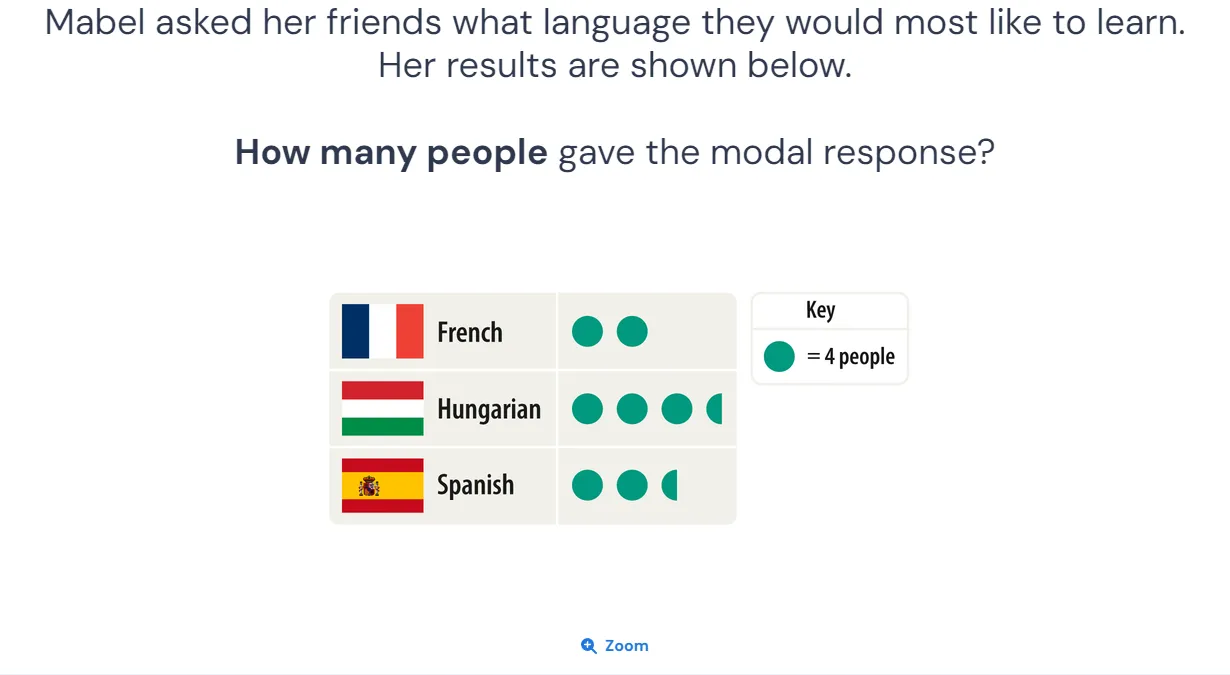 Mabel asked her friends what language they would most like to learn.
Her results are shown below.
How many people gave the modal response?
French
Hungarian
Spanish
Key
= 4 people
Zoom